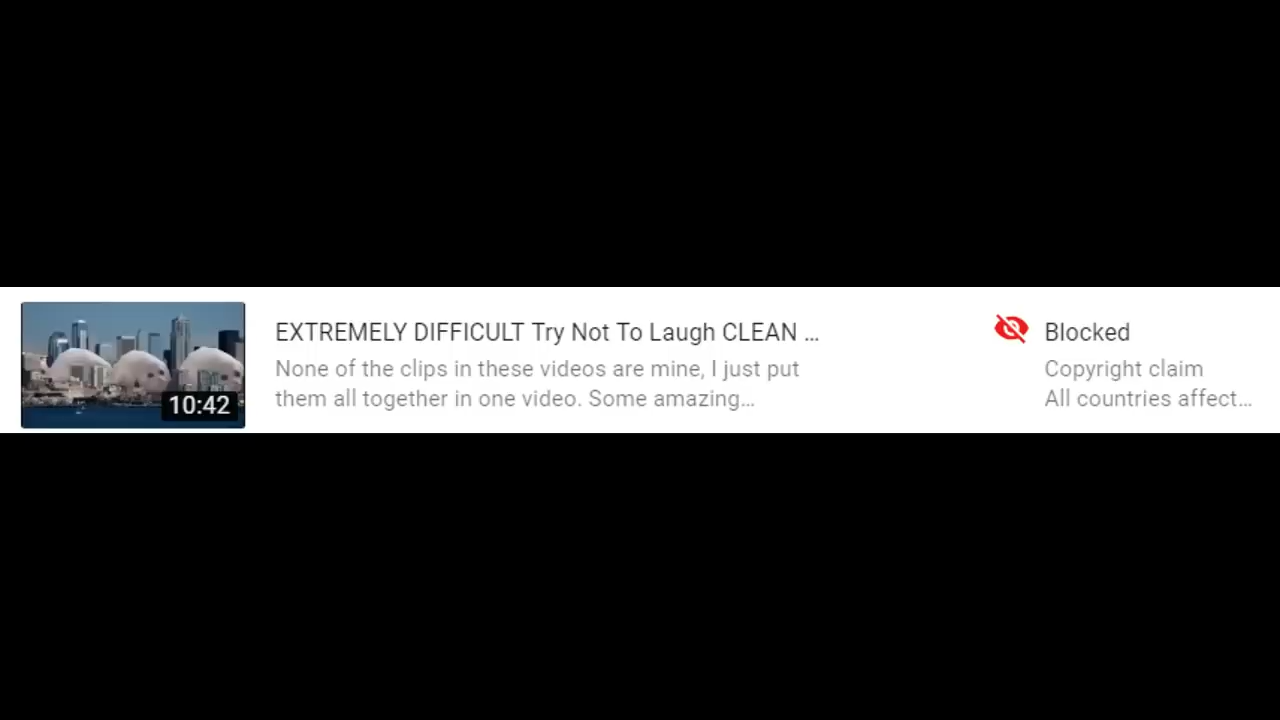 EXTREMELY DIFFICULT Try Not To Laugh CLEAN ...
None of the clips in these videos are mine, I just put
them all together in one video. Some amazing...
10:42
Blocked
Copyright claim
All countries affect...